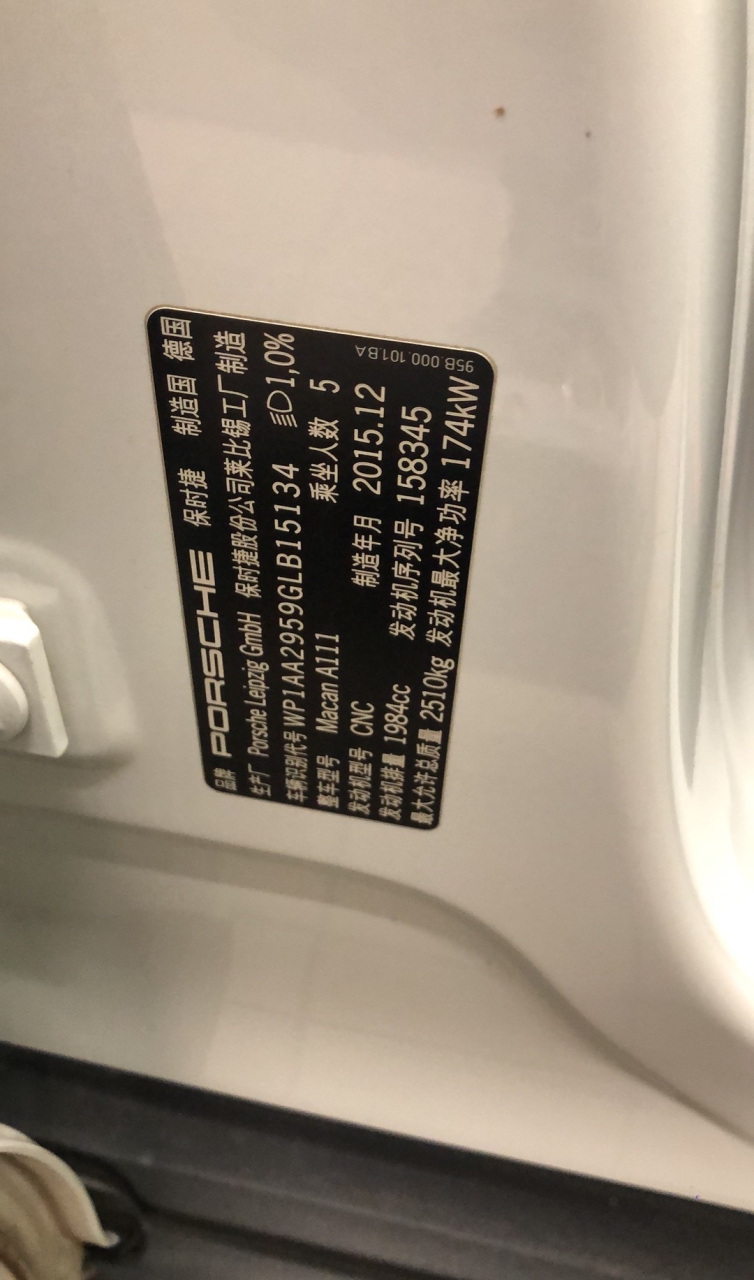 95B.000.101.BA
品牌 PORSCHE 保时捷 制造国 德国
生产厂 Porsche Leipzig GmbH 保时捷股份公司莱比锡工厂制造
车辆识别代号 WP1AA2959GLB15134 1,0%
整车型号 Macan A111 乘坐人数 5
发动机型号 CNC 制造年月 2015.12
发动机排量 1984cc 发动机序列号 158345
最大允许总质量 2510kg 发动机最大净功率 174kW